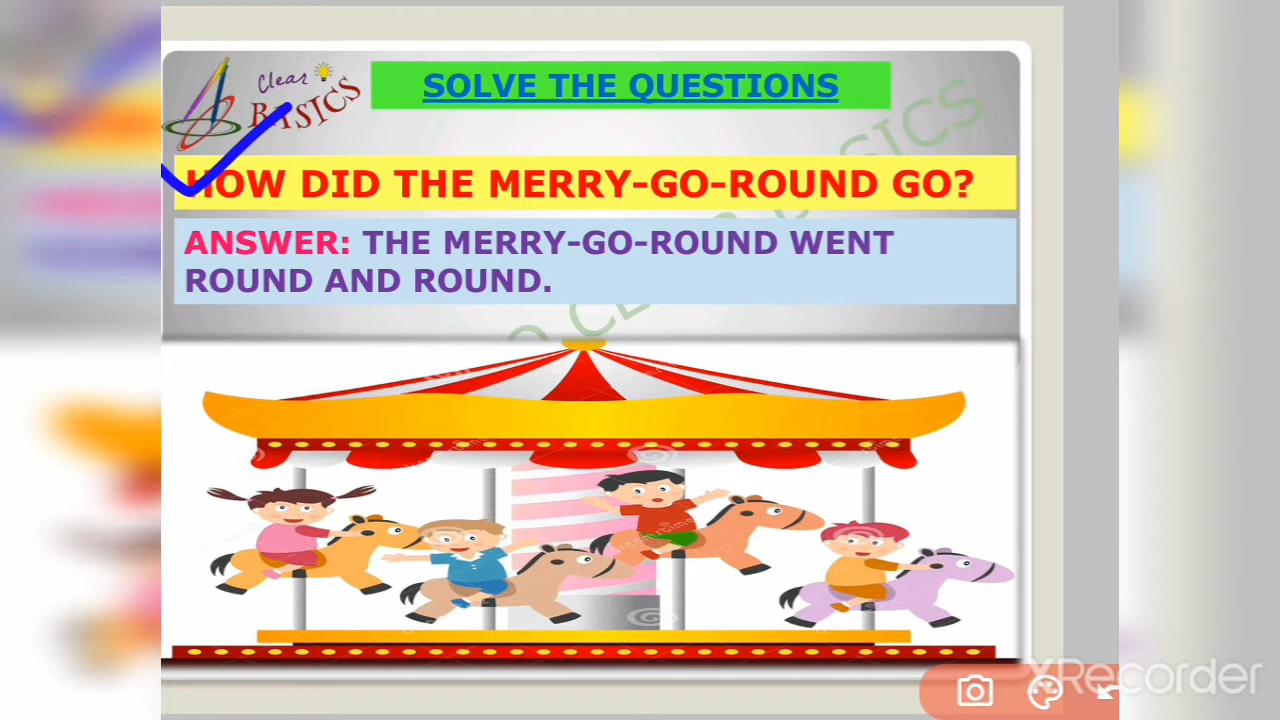 Clear
BASICS
SOLVE THE QUESTIONS
HOW DID THE MERRY-GO-ROUND GO?
ANSWER: THE MERRY-GO-ROUND WENT
ROUND AND ROUND.
XRecorder